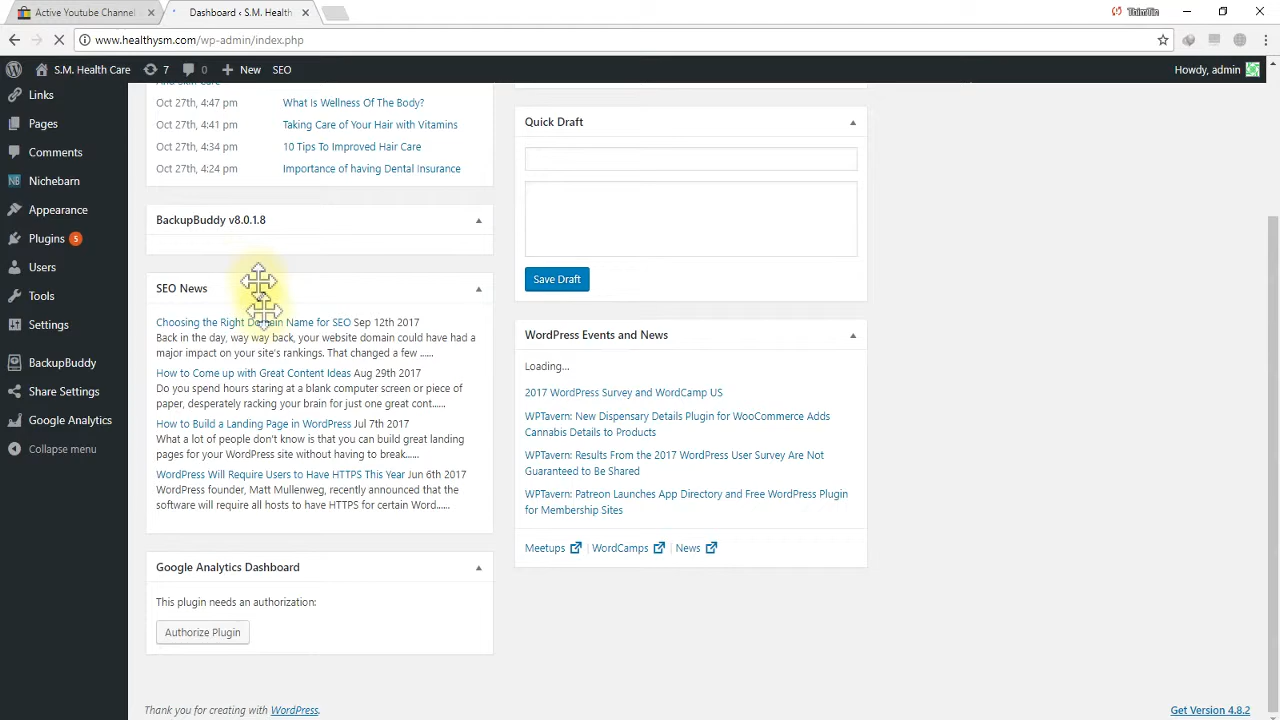 Active Youtube Channel
Dashboard ‹ S.M. Health
ThimTie
www.healthysm.com/wp-admin/index.php
S.M. Health Care
7
0
New
SEO
Howdy, admin
Links
Pages
Comments
Nichebarn
Appearance
Plugins 5
Users
Tools
Settings
BackupBuddy
Share Settings
Google Analytics
Collapse menu
Oct 27th, 4:47 pm What Is Wellness Of The Body?
Oct 27th, 4:41 pm Taking Care of Your Hair with Vitamins
Oct 27th, 4:34 pm 10 Tips To Improved Hair Care
Oct 27th, 4:24 pm Importance of having Dental Insurance
BackupBuddy v8.0.1.8
SEO News
Choosing the Right Domain Name for SEO Sep 12th 2017
Back in the day, way way back, your website domain could have had a
major impact on your site's rankings. That changed a few ......
How to Come up with Great Content Ideas Aug 29th 2017
Do you spend hours staring at a blank computer screen or piece of
paper, desperately racking your brain for just one great cont......
How to Build a Landing Page in WordPress Jul 7th 2017
What a lot of people don't know is that you can build great landing
pages for your WordPress site without having to break......
WordPress Will Require Users to Have HTTPS This Year Jun 6th 2017
WordPress founder, Matt Mullenweg, recently announced that the
software will require all hosts to have HTTPS for certain Word......
Google Analytics Dashboard
This plugin needs an authorization:
Authorize Plugin
Quick Draft
Save Draft
WordPress Events and News
Loading...
2017 WordPress Survey and WordCamp US
WPTavern: New Dispensary Details Plugin for WooCommerce Adds
Cannabis Details to Products
WPTavern: Results From the 2017 WordPress User Survey Are Not
Guaranteed to Be Shared
WPTavern: Patreon Launches App Directory and Free WordPress Plugin
for Membership Sites
Meetups | WordCamps | News
Thank you for creating with WordPress.
Get Version 4.8.2